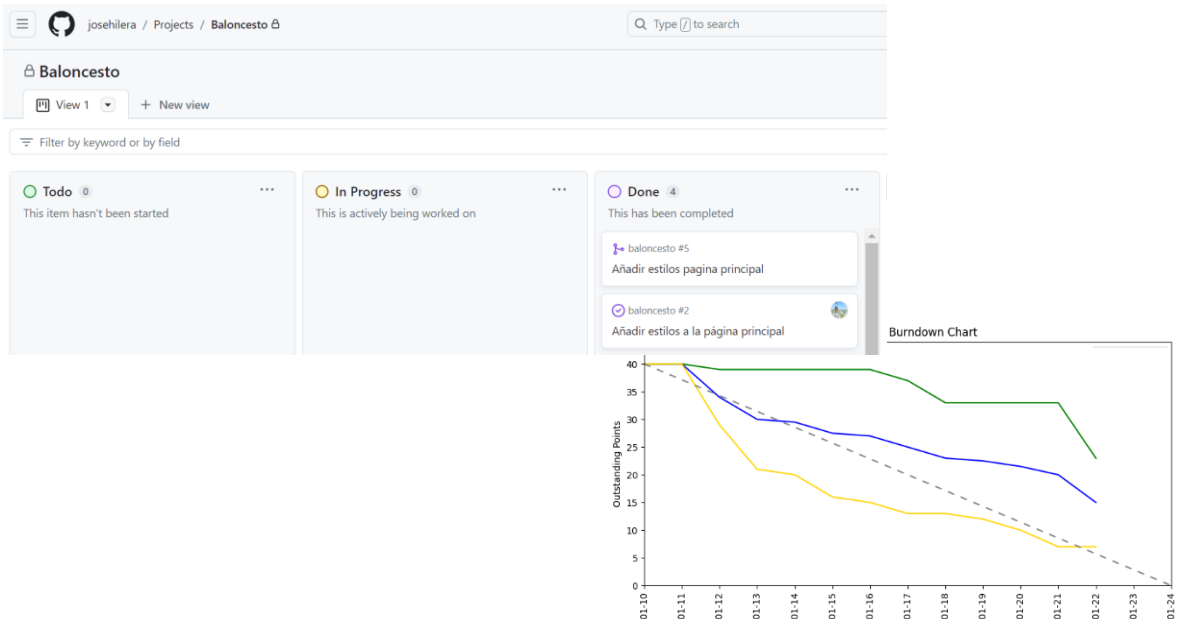 josehilera / Projects / Baloncesto
Type / to search
Baloncesto
View 1
+ New view
Filter by keyword or by field
Todo 0
This item hasn't been started
In Progress 0
This is actively being worked on
Done 4
This has been completed
baloncesto #5
Añadir estilos pagina principal
baloncesto #2
Añadir estilos a la página principal
Burndown Chart
Outstanding Points
40
35
30
25
20
15
10
5
0
01-10
01-11
01-12
01-13
01-14
01-15
01-16
01-17
01-18
01-19
01-20
01-21
01-22
01-23
01-24